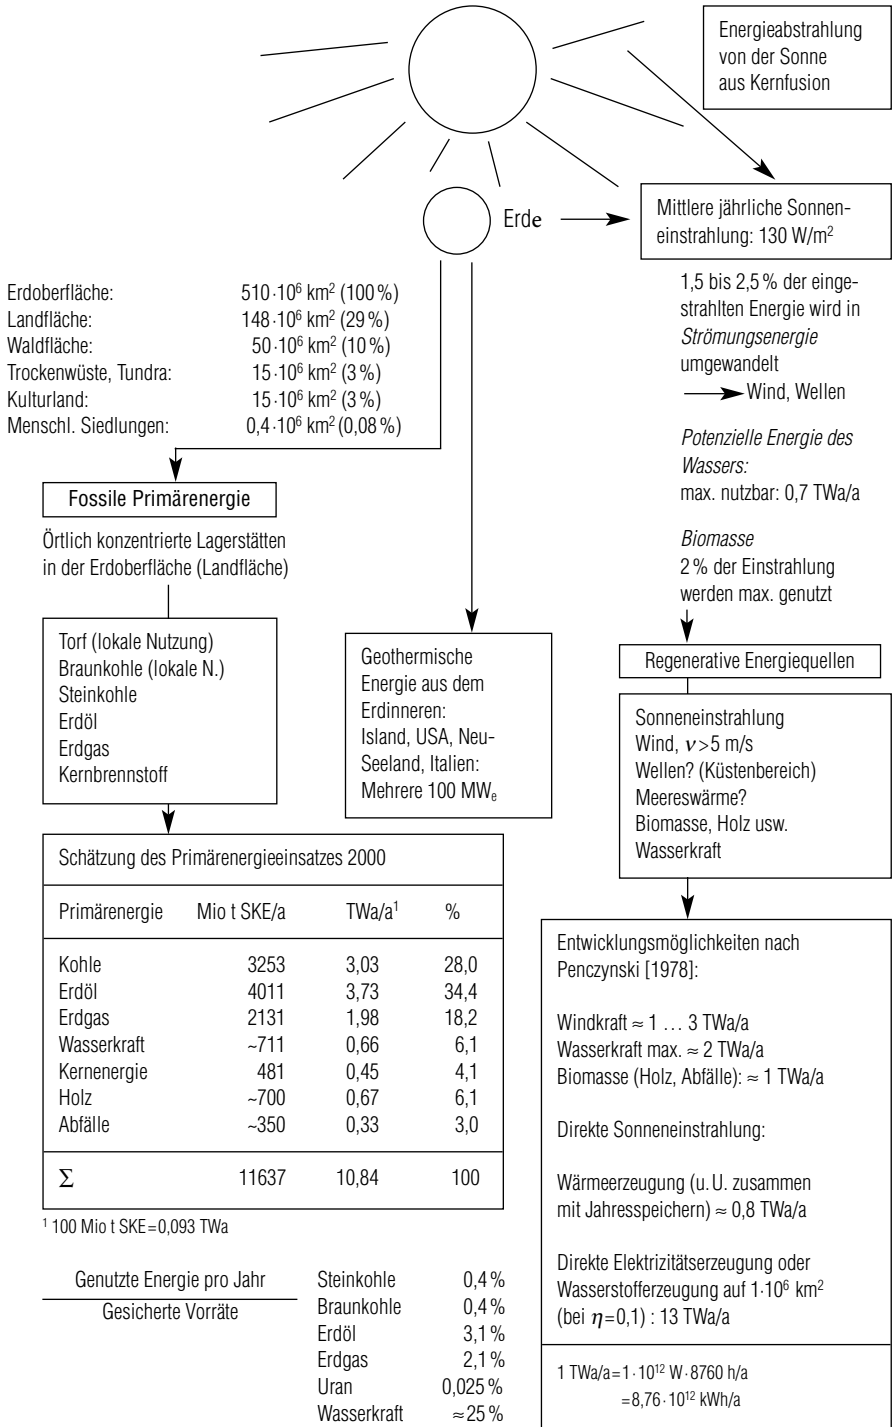 Energieabstrahlung
von der Sonne
aus Kernfusion
Erde
Mittlere jährliche Sonnen-
einstrahlung: 130 W/m²
Erdoberfläche: 510·10⁶ km² (100 %)
Landfläche: 148·10⁶ km² (29 %)
Waldfläche: 50·10⁶ km² (10 %)
Trockenwüste, Tundra: 15·10⁶ km² (3 %)
Kulturland: 15·10⁶ km² (3 %)
Menschl. Siedlungen: 0,4·10⁶ km² (0,08 %)
1,5 bis 2,5 % der einge-
strahlten Energie wird in
Strömungsenergie
umgewandelt
Wind, Wellen
Potenzielle Energie des
Wassers:
max. nutzbar: 0,7 TWa/a
Biomasse
2 % der Einstrahlung
werden max. genutzt
Fossile Primärenergie
Örtlich konzentrierte Lagerstätten
in der Erdoberfläche (Landfläche)
Torf (lokale Nutzung)
Braunkohle (lokale N.)
Steinkohle
Erdöl
Erdgas
Kernbrennstoff
Geothermische
Energie aus dem
Erdinneren:
Island, USA, Neu-
Seeland, Italien:
Mehrere 100 MWₑ
Regenerative Energiequellen
Sonneneinstrahlung
Wind, v>5 m/s
Wellen? (Küstenbereich)
Meereswärme?
Biomasse, Holz usw.
Wasserkraft
Schätzung des Primärenergieeinsatzes 2000
Primärenergie Mio t SKE/a TWa/a¹ %
Kohle 3253 3,03 28,0
Erdöl 4011 3,73 34,4
Erdgas 2131 1,98 18,2
Wasserkraft ~711 0,66 6,1
Kernenergie 481 0,45 4,1
Holz ~700 0,67 6,1
Abfälle ~350 0,33 3,0
Σ 11637 10,84 100
¹ 100 Mio t SKE=0,093 TWa
Genutzte Energie pro Jahr
Gesicherte Vorräte
Steinkohle 0,4 %
Braunkohle 0,4 %
Erdöl 3,1 %
Erdgas 2,1 %
Uran 0,025 %
Wasserkraft ≈25 %
Entwicklungsmöglichkeiten nach
Penczynski [1978]:
Windkraft ≈ 1 … 3 TWa/a
Wasserkraft max. ≈ 2 TWa/a
Biomasse (Holz, Abfälle): ≈ 1 TWa/a
Direkte Sonneneinstrahlung:
Wärmeerzeugung (u. U. zusammen
mit Jahresspeichern) ≈ 0,8 TWa/a
Direkte Elektrizitätserzeugung oder
Wasserstofferzeugung auf 1·10⁶ km²
(bei η=0,1) : 13 TWa/a
1 TWa/a=1·10¹² W·8760 h/a
=8,76·10¹² kWh/a